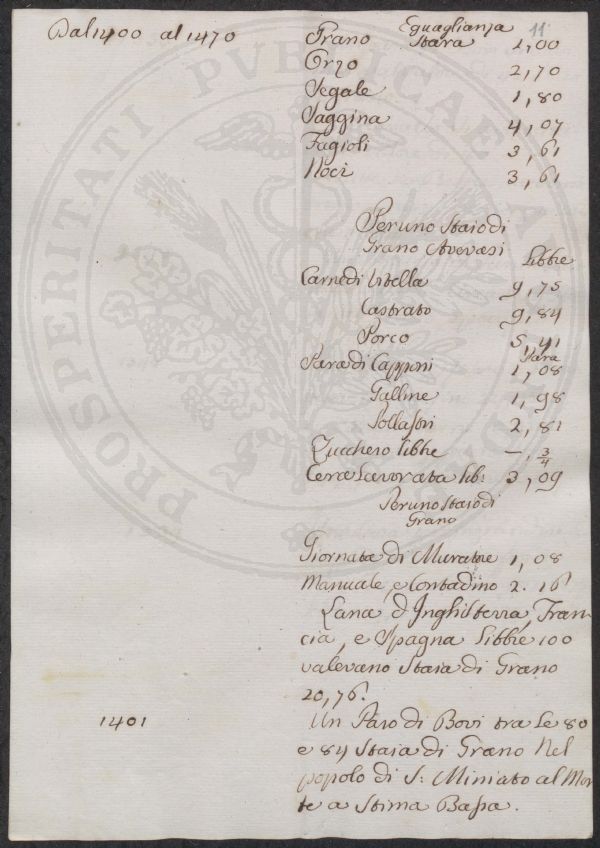 Dal 1400 al 1470
Eguaglianza
11
Grano Stara 1,00
Orzo 2,70
Segale 1,80
Saggina 4,07
Fagioli 3,61
Noci 3,61
Per uno Staio di
Grano Avevasi
Libbre
Carne di Vitella 9,75
Castrato 9,84
Porco 5,41
Para
Para di Capponi 1,08
Galline 1,98
Pollastri 2,81
Zucchero libbre —,3/4
Cera Lavorata lib: 3,09
Per uno Staio di
Grano
Giornata di Muratore 1,08
Manuale, e Contadino 2.16
Lana d'Inghilterra, Fran-
cia, e Spagna Libbre 100
valevano Staia di Grano
20,76.
1401 Un Paro di Bovi tra Le 80
e 84 Staia di Grano Nel
popolo di S: Miniato al Mon
te a Stima Bassa.
PROSPERITATI PVBLICAE AVGENDAE